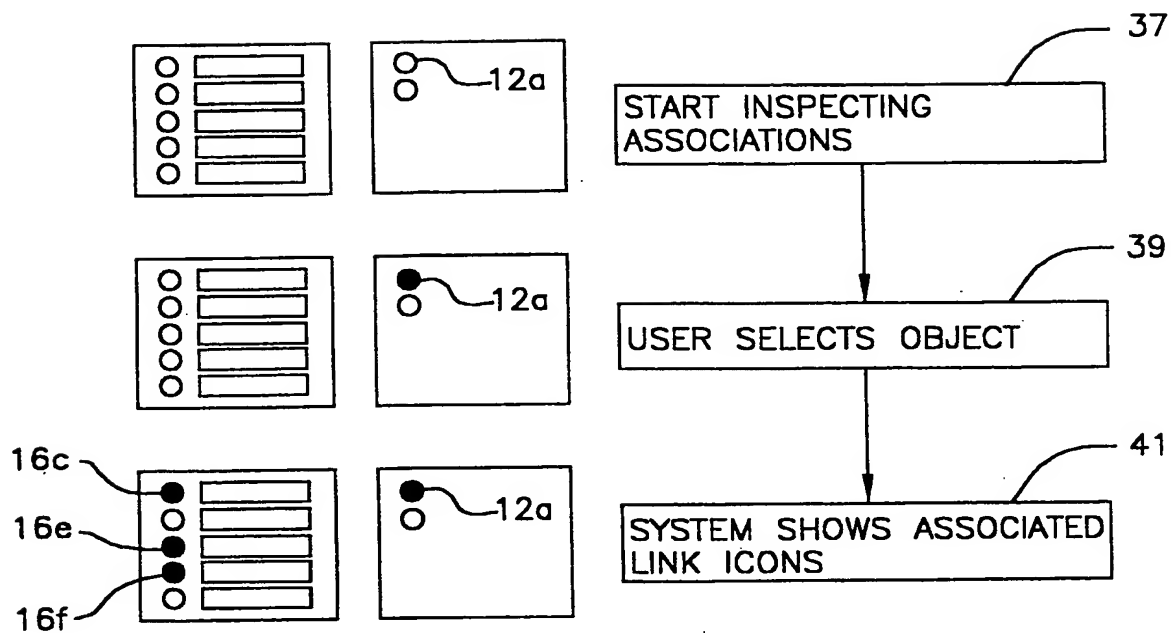 37
12a
START INSPECTING
ASSOCIATIONS
39
12a
USER SELECTS OBJECT
41
16c
12a
16e
SYSTEM SHOWS ASSOCIATED
LINK ICONS
16f